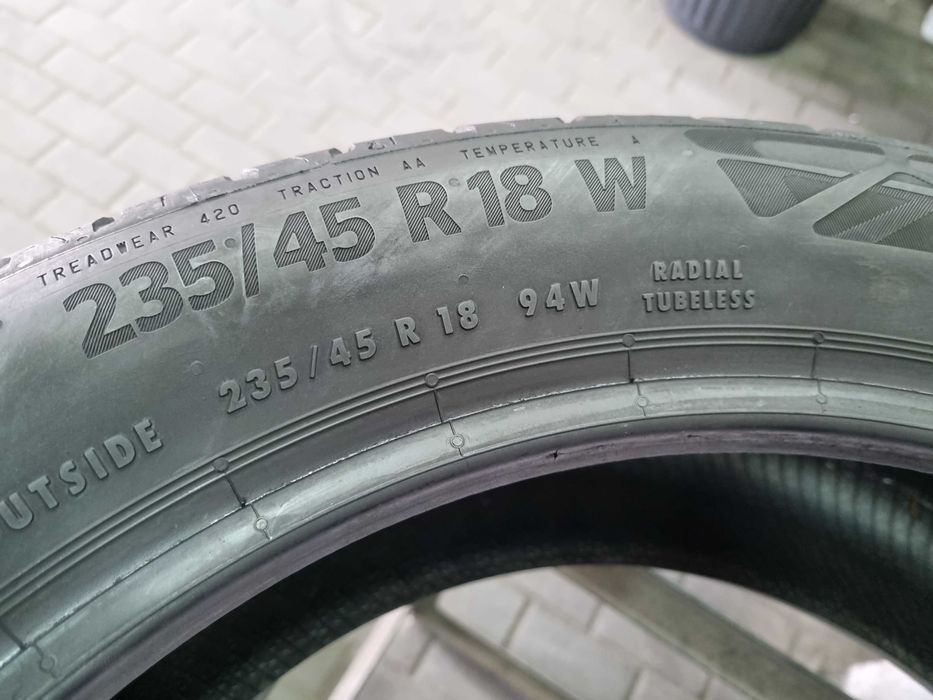 TREADWEAR 420 TRACTION AA TEMPERATURE A
235/45 R18 W
235/45 R 18 94W RADIAL
TUBELESS
UTSIDE